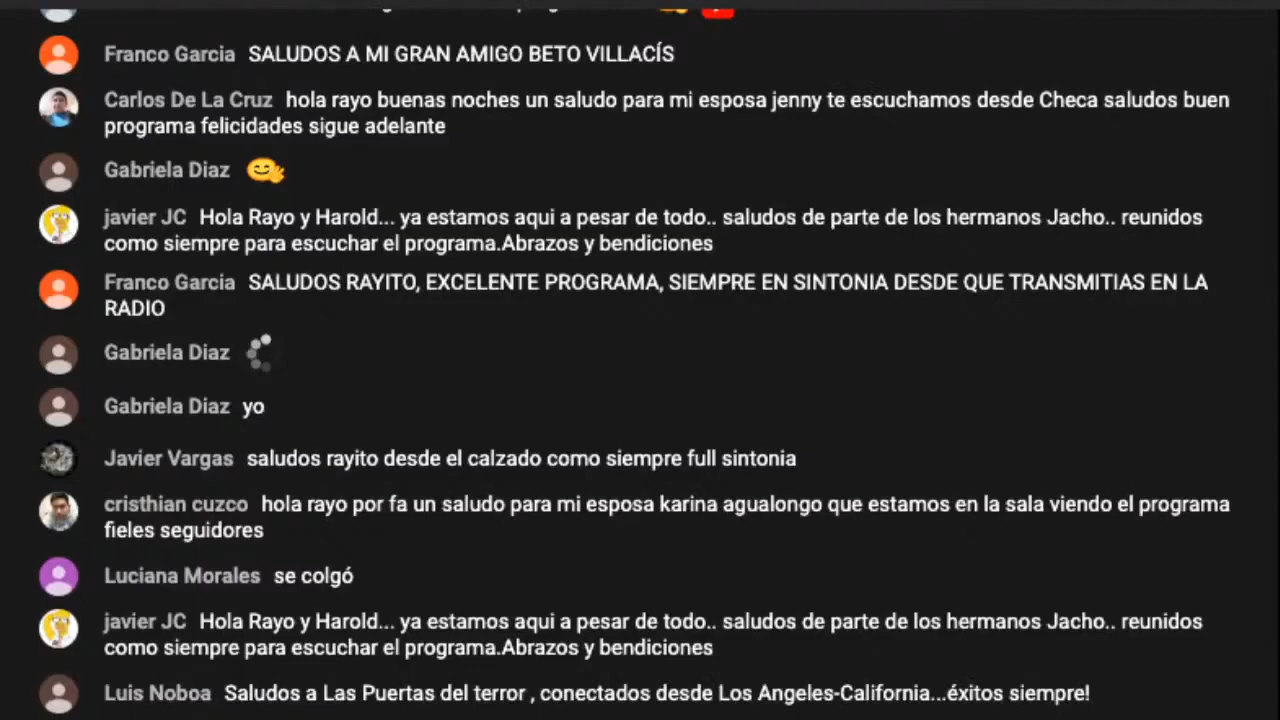 Franco Garcia SALUDOS A MI GRAN AMIGO BETO VILLACÍS
Carlos De La Cruz hola rayo buenas noches un saludo para mi esposa jenny te escuchamos desde Checa saludos buen
programa felicidades sigue adelante
Gabriela Diaz 😊👋
javier JC Hola Rayo y Harold... ya estamos aqui a pesar de todo.. saludos de parte de los hermanos Jacho.. reunidos
como siempre para escuchar el programa.Abrazos y bendiciones
Franco Garcia SALUDOS RAYITO, EXCELENTE PROGRAMA, SIEMPRE EN SINTONIA DESDE QUE TRANSMITIAS EN LA
RADIO
Gabriela Diaz
Gabriela Diaz yo
Javier Vargas saludos rayito desde el calzado como siempre full sintonia
cristhian cuzco hola rayo por fa un saludo para mi esposa karina agualongo que estamos en la sala viendo el programa
fieles seguidores
Luciana Morales se colgó
javier JC Hola Rayo y Harold... ya estamos aqui a pesar de todo.. saludos de parte de los hermanos Jacho.. reunidos
como siempre para escuchar el programa.Abrazos y bendiciones
Luis Noboa Saludos a Las Puertas del terror , conectados desde Los Angeles-California...éxitos siempre!